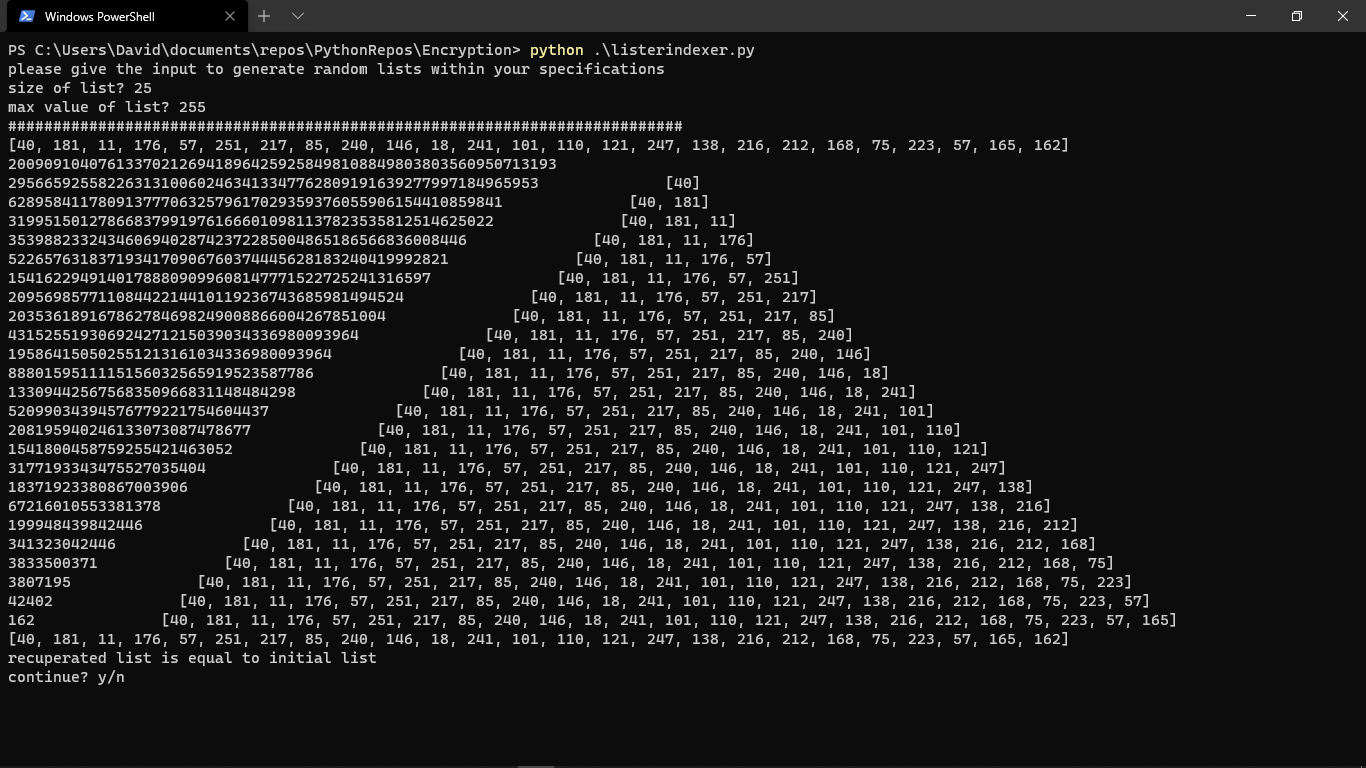 Windows PowerShell
PS C:\Users\David\documents\repos\PythonRepos\Encryption> python .\listerindexer.py
please give the input to generate random lists within your specifications
size of list? 25
max value of list? 255
###########################################################################
[40, 181, 11, 176, 57, 251, 217, 85, 240, 146, 18, 241, 101, 110, 121, 247, 138, 216, 212, 168, 75, 223, 57, 165, 162]
2009091040761337021269418964259258498108849803803560950713193
29566592558226313100602463413347762809191639277997184965953 [40]
6289584117809137770632579617029359376055906154410859841 [40, 181]
319951501278668379919761666010981137823535812514625022 [40, 181, 11]
353988233243460694028742372285004865186566836008446 [40, 181, 11, 176]
5226576318371934170906760374445628183240419992821 [40, 181, 11, 176, 57]
15416229491401788809099608147771522725241316597 [40, 181, 11, 176, 57, 251]
20956985771108442214410119236743685981494524 [40, 181, 11, 176, 57, 251, 217]
203536189167862784698249008866004267851004 [40, 181, 11, 176, 57, 251, 217, 85]
431525519306924271215039034336980093964 [40, 181, 11, 176, 57, 251, 217, 85, 240]
195864150502551213161034336980093964 [40, 181, 11, 176, 57, 251, 217, 85, 240, 146]
8880159511115156032565919523587786 [40, 181, 11, 176, 57, 251, 217, 85, 240, 146, 18]
13309442567568350966831148484298 [40, 181, 11, 176, 57, 251, 217, 85, 240, 146, 18, 241]
52099034394576779221754604437 [40, 181, 11, 176, 57, 251, 217, 85, 240, 146, 18, 241, 101]
208195940246133073087478677 [40, 181, 11, 176, 57, 251, 217, 85, 240, 146, 18, 241, 101, 110]
1541800458759255421463052 [40, 181, 11, 176, 57, 251, 217, 85, 240, 146, 18, 241, 101, 110, 121]
3177193343475527035404 [40, 181, 11, 176, 57, 251, 217, 85, 240, 146, 18, 241, 101, 110, 121, 247]
18371923380867003906 [40, 181, 11, 176, 57, 251, 217, 85, 240, 146, 18, 241, 101, 110, 121, 247, 138]
67216010553381378 [40, 181, 11, 176, 57, 251, 217, 85, 240, 146, 18, 241, 101, 110, 121, 247, 138, 216]
199948439842446 [40, 181, 11, 176, 57, 251, 217, 85, 240, 146, 18, 241, 101, 110, 121, 247, 138, 216, 212]
341323042446 [40, 181, 11, 176, 57, 251, 217, 85, 240, 146, 18, 241, 101, 110, 121, 247, 138, 216, 212, 168]
3833500371 [40, 181, 11, 176, 57, 251, 217, 85, 240, 146, 18, 241, 101, 110, 121, 247, 138, 216, 212, 168, 75]
3807195 [40, 181, 11, 176, 57, 251, 217, 85, 240, 146, 18, 241, 101, 110, 121, 247, 138, 216, 212, 168, 75, 223]
42402 [40, 181, 11, 176, 57, 251, 217, 85, 240, 146, 18, 241, 101, 110, 121, 247, 138, 216, 212, 168, 75, 223, 57]
162 [40, 181, 11, 176, 57, 251, 217, 85, 240, 146, 18, 241, 101, 110, 121, 247, 138, 216, 212, 168, 75, 223, 57, 165]
[40, 181, 11, 176, 57, 251, 217, 85, 240, 146, 18, 241, 101, 110, 121, 247, 138, 216, 212, 168, 75, 223, 57, 165, 162]
recuperated list is equal to initial list
continue? y/n